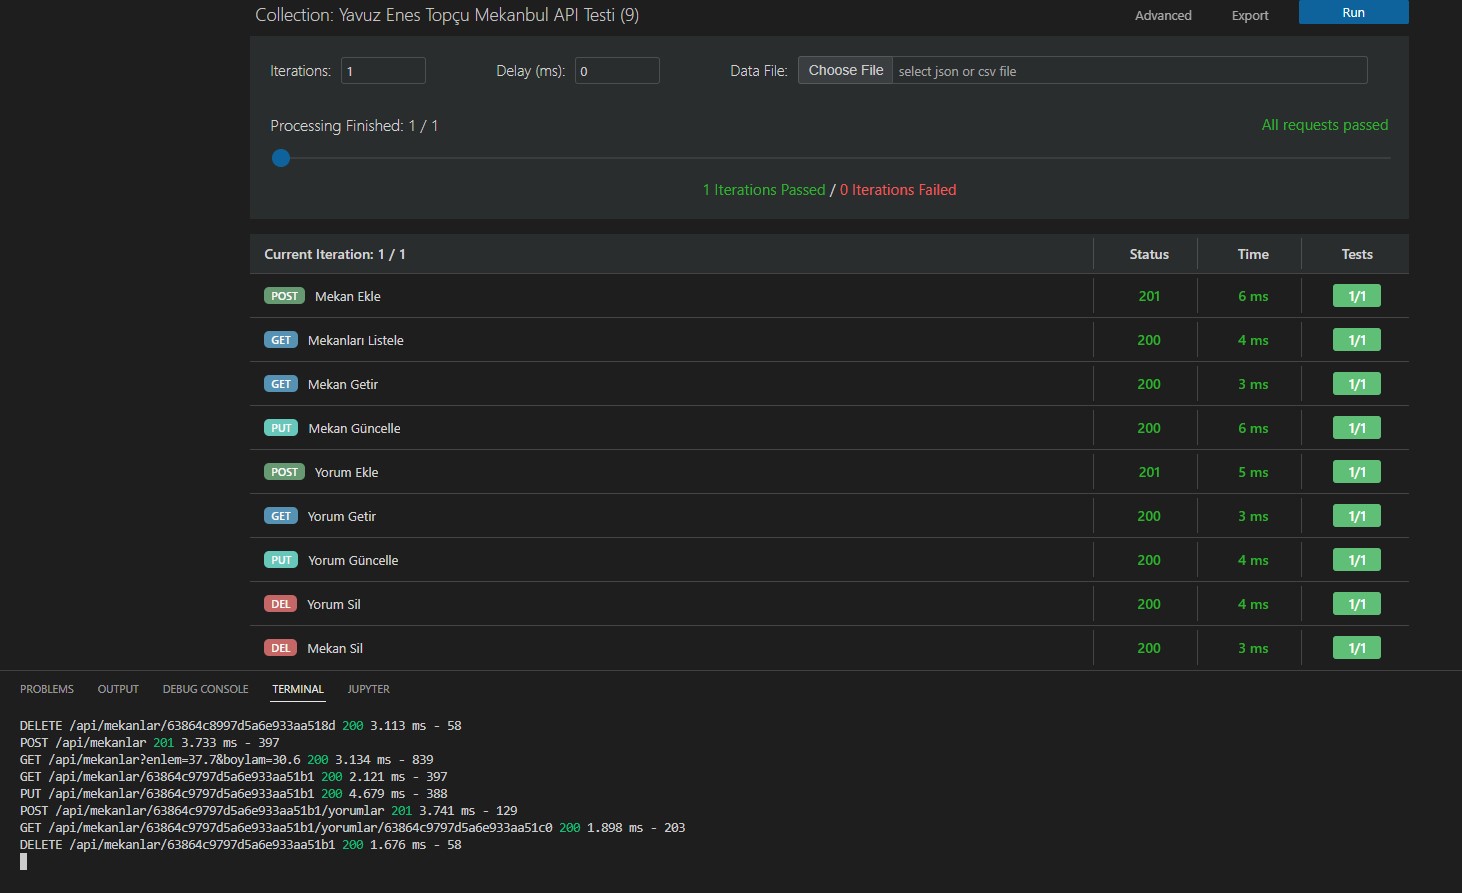 Collection: Yavuz Enes Topçu Mekanbul API Testi (9) Advanced Export Run
Iterations: 1 Delay (ms): 0 Data File: Choose File select json or csv file
Processing Finished: 1 / 1 All requests passed
1 Iterations Passed / 0 Iterations Failed
Current Iteration: 1 / 1 Status Time Tests
POST Mekan Ekle 201 6 ms 1/1
GET Mekanları Listele 200 4 ms 1/1
GET Mekan Getir 200 3 ms 1/1
PUT Mekan Güncelle 200 6 ms 1/1
POST Yorum Ekle 201 5 ms 1/1
GET Yorum Getir 200 3 ms 1/1
PUT Yorum Güncelle 200 4 ms 1/1
DEL Yorum Sil 200 4 ms 1/1
DEL Mekan Sil 200 3 ms 1/1
PROBLEMS OUTPUT DEBUG CONSOLE TERMINAL JUPYTER
DELETE /api/mekanlar/63864c8997d5a6e933aa518d 200 3.113 ms - 58
POST /api/mekanlar 201 3.733 ms - 397
GET /api/mekanlar?enlem=37.7&boylam=30.6 200 3.134 ms - 839
GET /api/mekanlar/63864c9797d5a6e933aa51b1 200 2.121 ms - 397
PUT /api/mekanlar/63864c9797d5a6e933aa51b1 200 4.679 ms - 388
POST /api/mekanlar/63864c9797d5a6e933aa51b1/yorumlar 201 3.741 ms - 129
GET /api/mekanlar/63864c9797d5a6e933aa51b1/yorumlar/63864c9797d5a6e933aa51c0 200 1.898 ms - 203
DELETE /api/mekanlar/63864c9797d5a6e933aa51b1 200 1.676 ms - 58